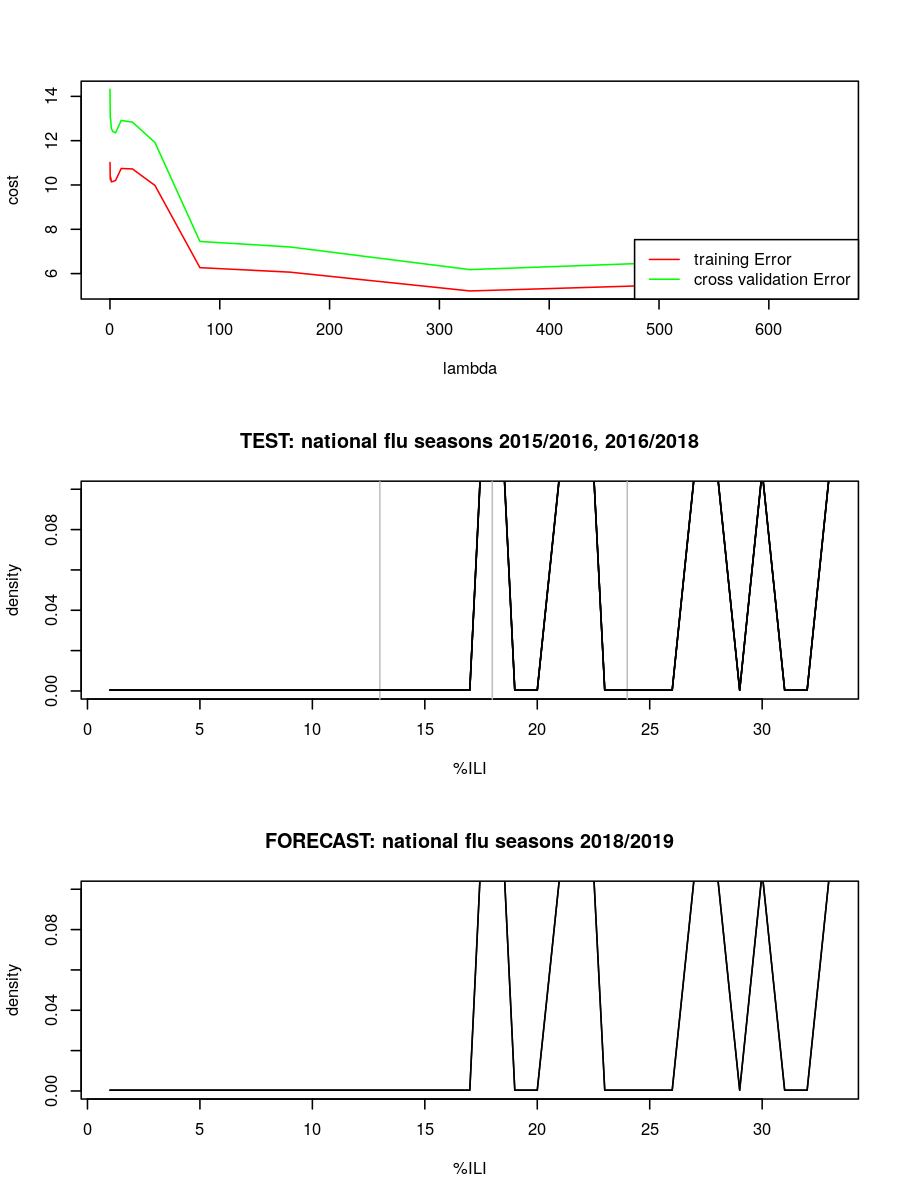 14
12
10
8
6
cost
training Error
cross validation Error
0 100 200 300 400 500 600
lambda
TEST: national flu seasons 2015/2016, 2016/2018
0.08
0.04
0.00
density
0 5 10 15 20 25 30
%ILI
FORECAST: national flu seasons 2018/2019
0.08
0.04
0.00
density
0 5 10 15 20 25 30
%ILI